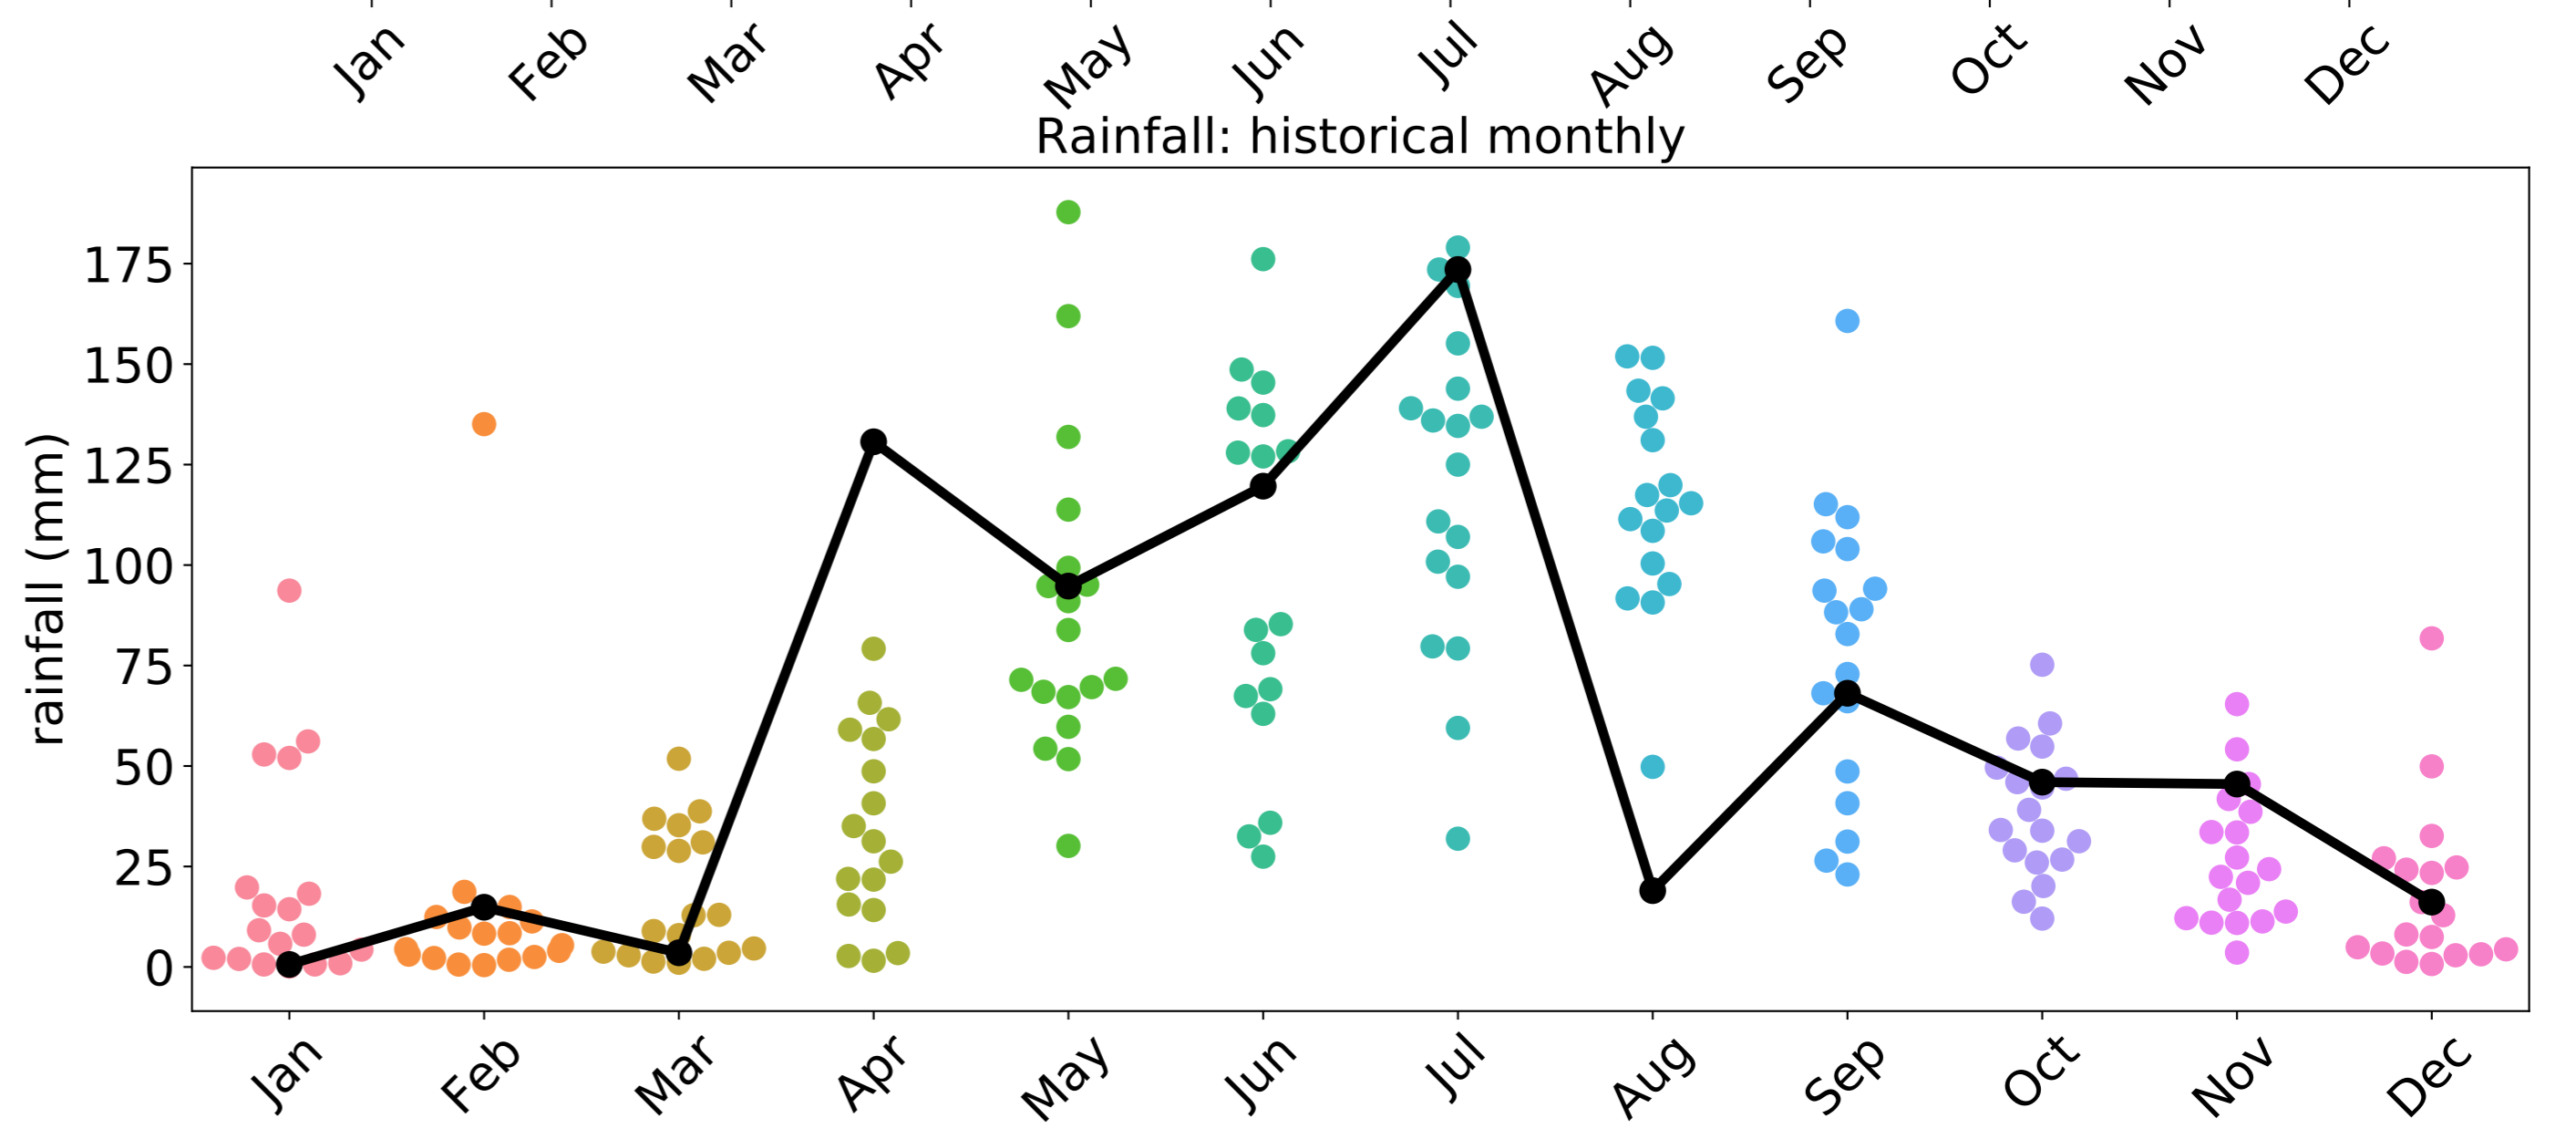 Jan Feb Mar Apr May Jun Jul Aug Sep Oct Nov Dec
Rainfall: historical monthly
rainfall (mm)
175
150
125
100
75
50
25
0
Jan Feb Mar Apr May Jun Jul Aug Sep Oct Nov Dec